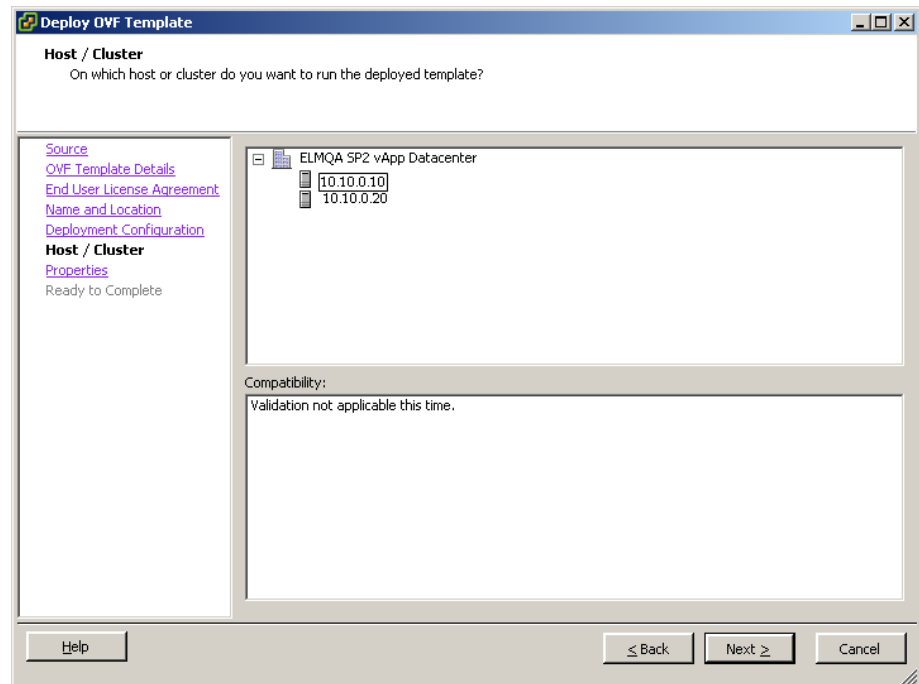 Deploy OVF Template
Host / Cluster
On which host or cluster do you want to run the deployed template?
Source
OVF Template Details
End User License Agreement
Name and Location
Deployment Configuration
Host / Cluster
Properties
Ready to Complete
ELMQA SP2 vApp Datacenter
10.10.0.10
10.10.0.20
Compatibility:
Validation not applicable this time.
Help
< Back
Next >
Cancel